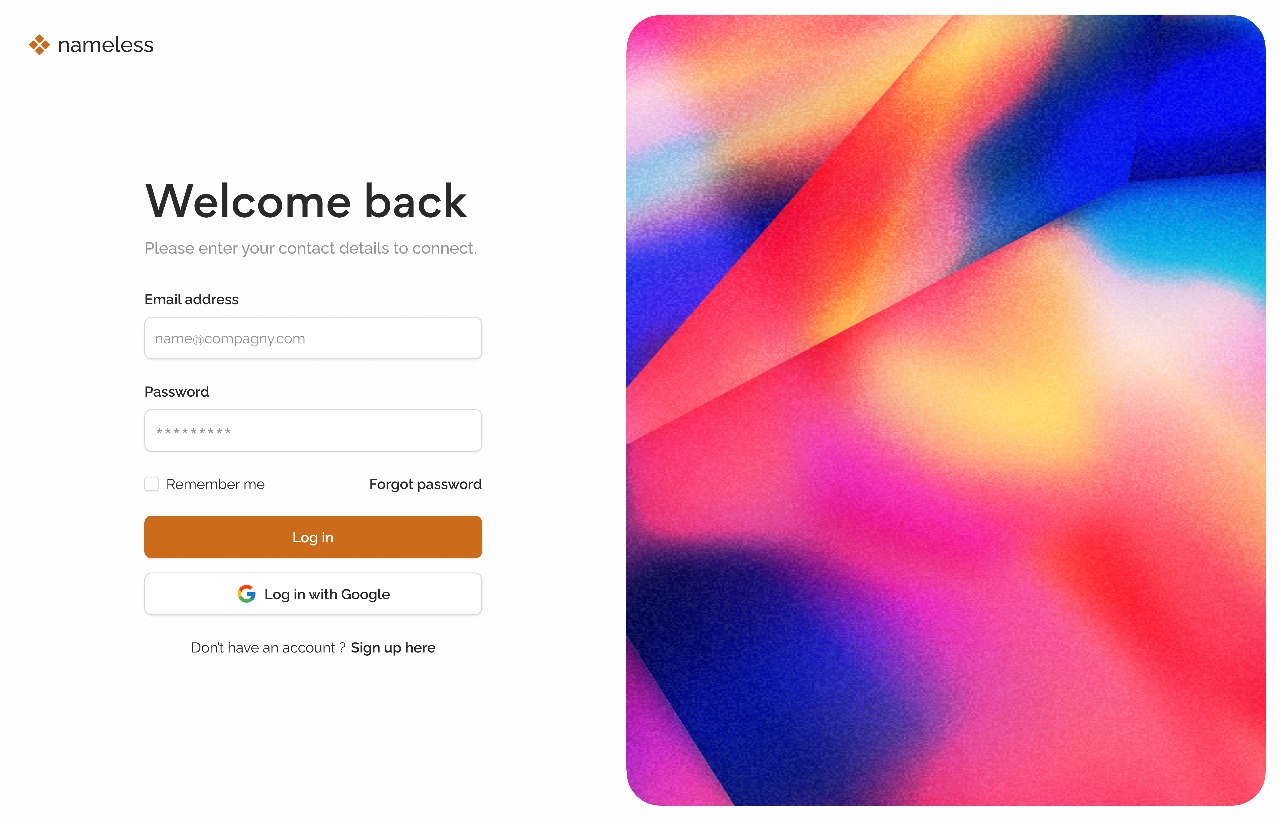 nameless
Welcome back
Please enter your contact details to connect.
Email address
name@compagny.com
Password
*********
Remember me
Forgot password
Log in
Log in with Google
Don't have an account ? Sign up here